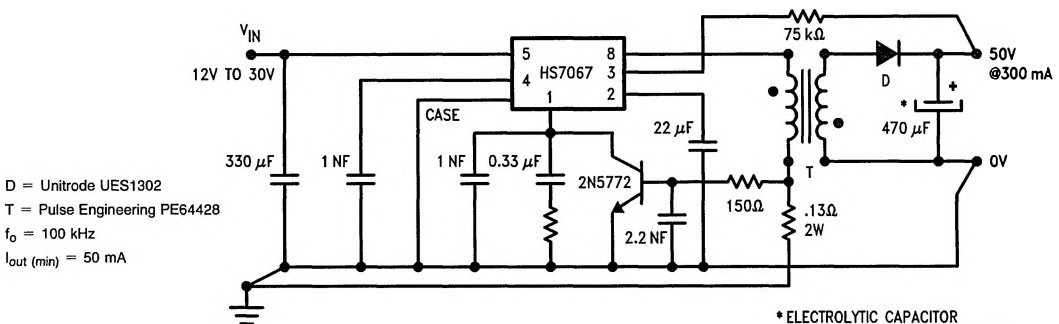 V_IN
12V TO 30V
5
4
CASE
HS7067
1
8
3
2
75 kΩ
50V
@300 mA
D
+
*
470 μF
T
0V
22 μF
330 μF
1 NF
1 NF
0.33 μF
2N5772
150Ω
.13Ω
2W
2.2 NF
D = Unitrode UES1302
T = Pulse Engineering PE64428
f_o = 100 kHz
I_out (min) = 50 mA
* ELECTROLYTIC CAPACITOR